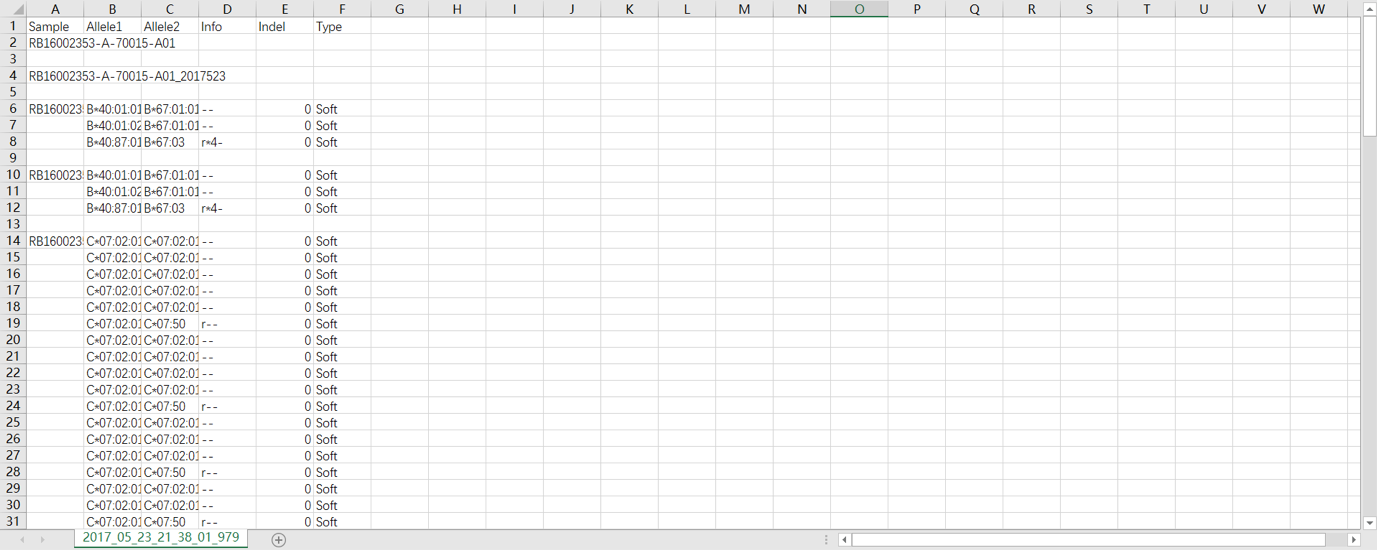 A B C D E F G H I J K L M N O P Q R S T U V W
1 Sample Allele1 Allele2 Info Indel Type
2 RB16002353-A-70015-A01
3
4 RB16002353-A-70015-A01_2017523
5
6 RB160023 B*40:01:01 B*67:01:01 -- 0 Soft
7 B*40:01:02 B*67:01:01 -- 0 Soft
8 B*40:87:01 B*67:03 r*4- 0 Soft
9
10 RB160023 B*40:01:01 B*67:01:01 -- 0 Soft
11 B*40:01:02 B*67:01:01 -- 0 Soft
12 B*40:87:01 B*67:03 r*4- 0 Soft
13
14 RB160023 C*07:02:01 C*07:02:01 -- 0 Soft
15 C*07:02:01 C*07:02:01 -- 0 Soft
16 C*07:02:01 C*07:02:01 -- 0 Soft
17 C*07:02:01 C*07:02:01 -- 0 Soft
18 C*07:02:01 C*07:02:01 -- 0 Soft
19 C*07:02:01 C*07:50 r-- 0 Soft
20 C*07:02:01 C*07:02:01 -- 0 Soft
21 C*07:02:01 C*07:02:01 -- 0 Soft
22 C*07:02:01 C*07:02:01 -- 0 Soft
23 C*07:02:01 C*07:02:01 -- 0 Soft
24 C*07:02:01 C*07:50 r-- 0 Soft
25 C*07:02:01 C*07:02:01 -- 0 Soft
26 C*07:02:01 C*07:02:01 -- 0 Soft
27 C*07:02:01 C*07:02:01 -- 0 Soft
28 C*07:02:01 C*07:50 r-- 0 Soft
29 C*07:02:01 C*07:02:01 -- 0 Soft
30 C*07:02:01 C*07:02:01 -- 0 Soft
31 C*07:02:01 C*07:50 r-- 0 Soft
2017_05_23_21_38_01_979